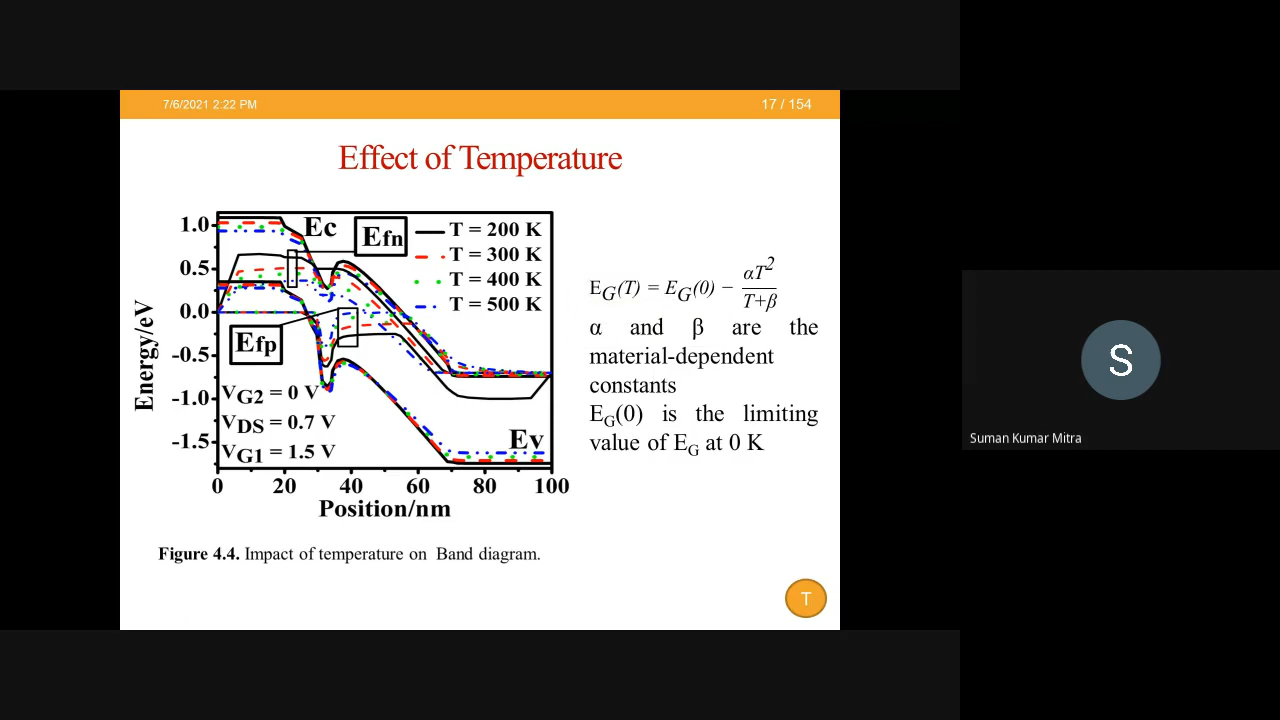 7/6/2021 2:22 PM
17 / 154
Effect of Temperature
1.0
0.5
0.0
-0.5
-1.0
-1.5
Energy/eV
Ec
Efn
T = 200 K
T = 300 K
T = 400 K
T = 500 K
Efp
VG2 = 0 V
VDS = 0.7 V
VG1 = 1.5 V
Ev
0 20 40 60 80 100
Position/nm
Figure 4.4. Impact of temperature on Band diagram.
EG(T) = EG(0) − αT²/T+β
α and β are the
material-dependent
constants
EG(0) is the limiting
value of EG at 0 K
T
S
Suman Kumar Mitra